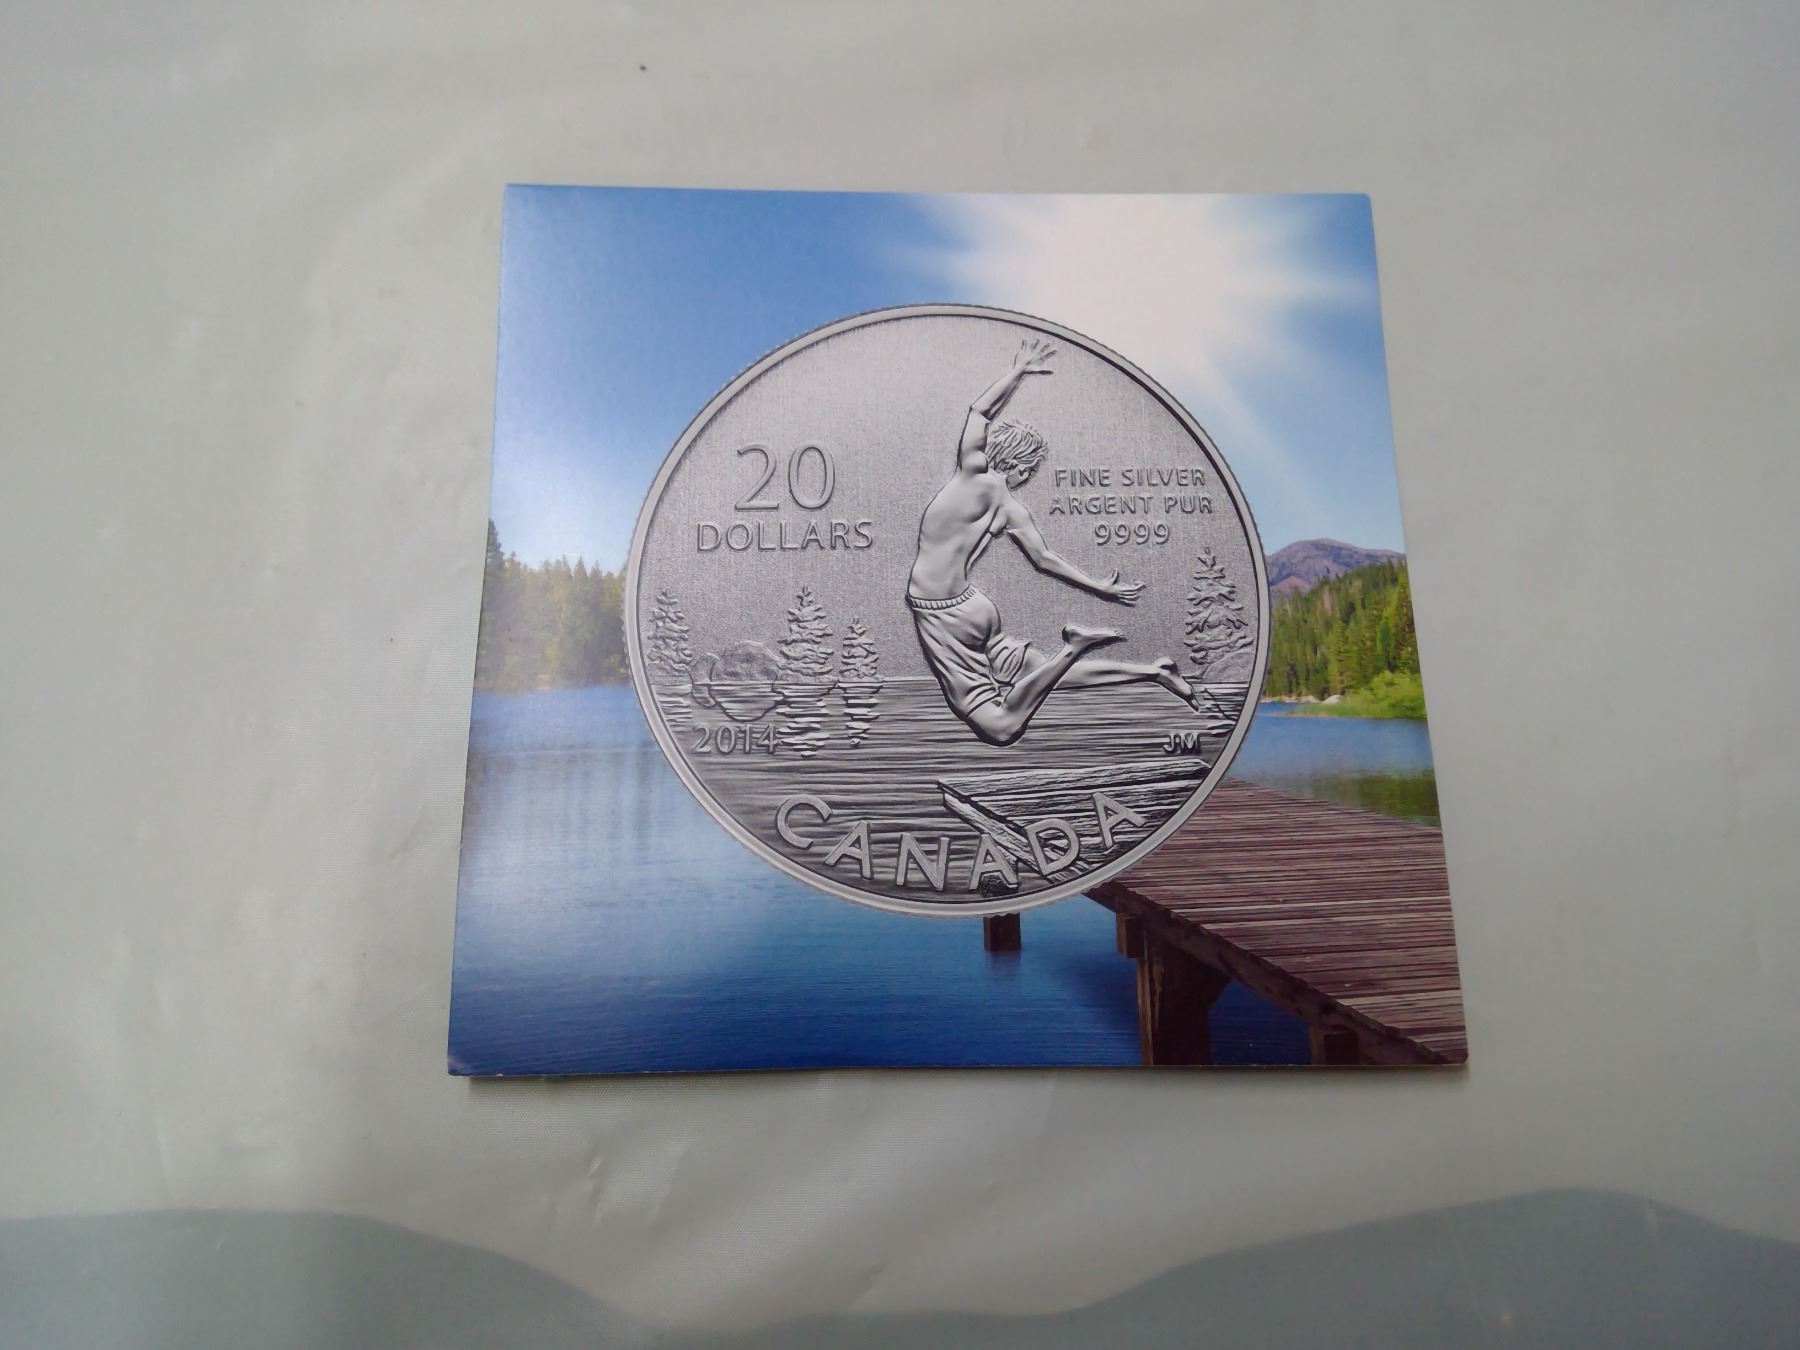 20
DOLLARS
FINE SILVER
ARGENT PUR
9999
2014
JM
CANADA